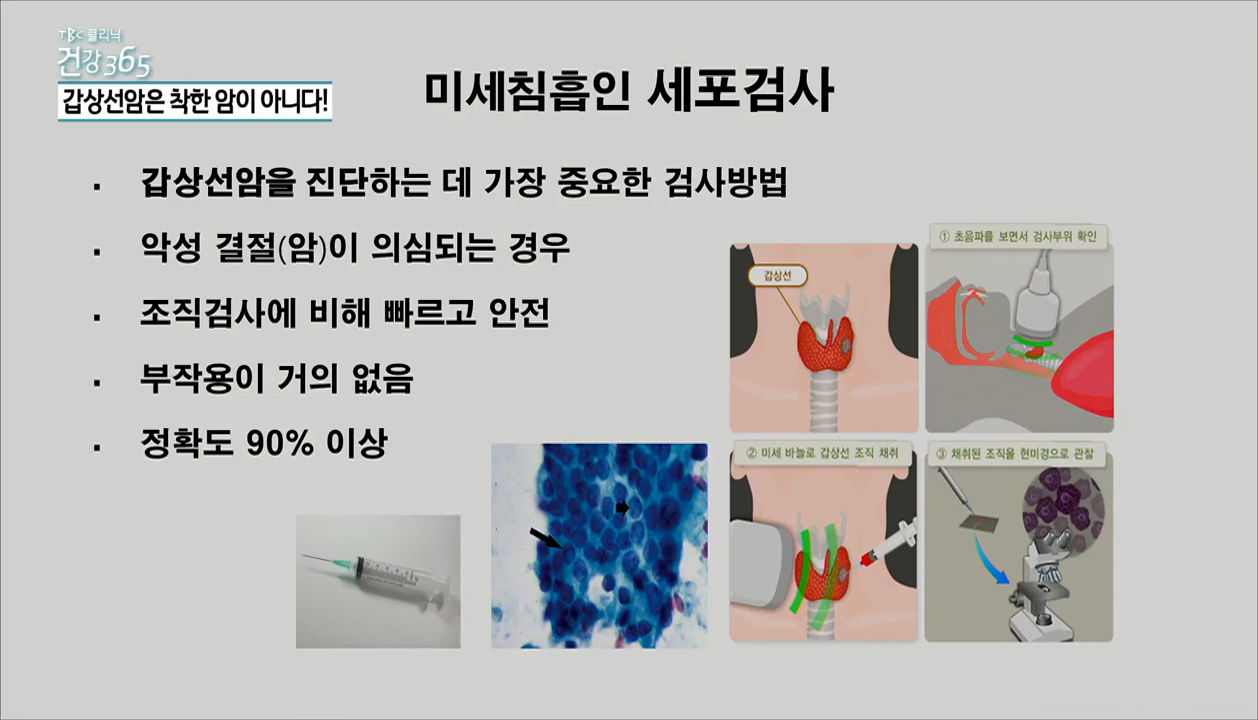 TBC 클리닉
건강365
갑상선암은 착한 암이 아니다!
미세침흡인 세포검사
▪ 갑상선암을 진단하는 데 가장 중요한 검사방법
▪ 악성 결절(암)이 의심되는 경우
▪ 조직검사에 비해 빠르고 안전
▪ 부작용이 거의 없음
▪ 정확도 90% 이상
갑상선
① 초음파를 보면서 검사부위 확인
② 미세 바늘로 갑상선 조직 채취
③ 채취된 조직을 현미경으로 관찰